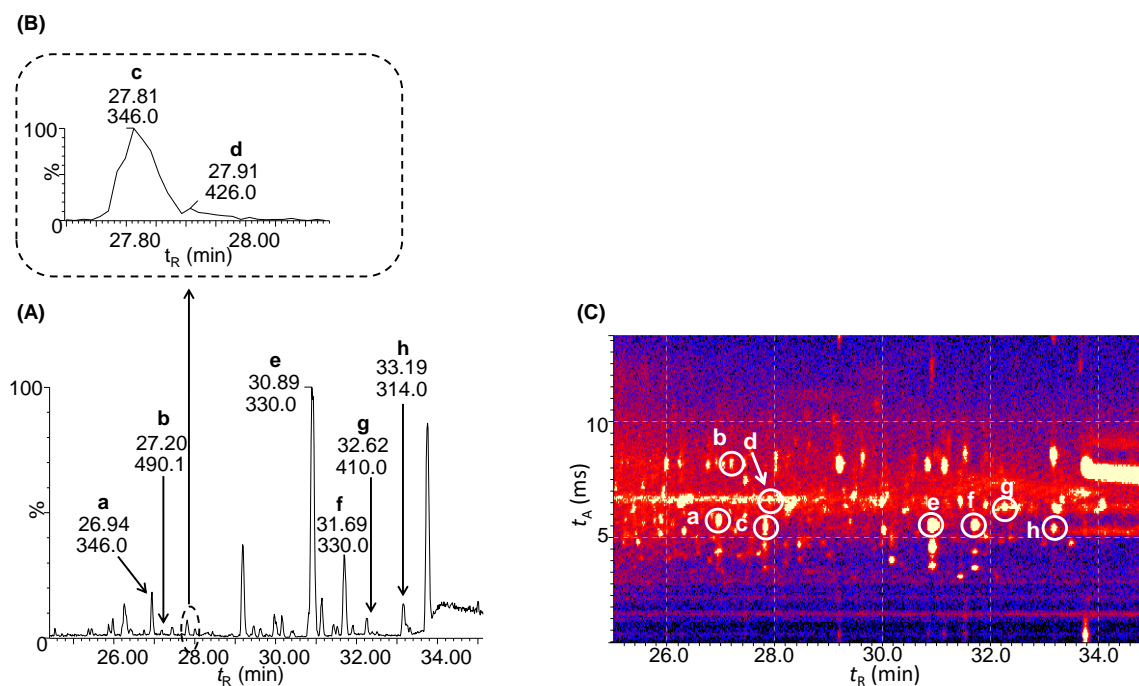 (B)
c
27.81
346.0
100
%
d
27.91
426.0
27.80
28.00
tR (min)
(A)
100
%
0
a
26.94
346.0
b
27.20
490.1
e
30.89
330.0
f
31.69
330.0
g
32.62
410.0
h
33.19
314.0
26.00
28.00
30.00
32.00
34.00
tR (min)
(C)
tA (ms)
10
5
b
d
a
c
e
f
g
h
26.0
28.0
30.0
32.0
34.0
tR (min)
0